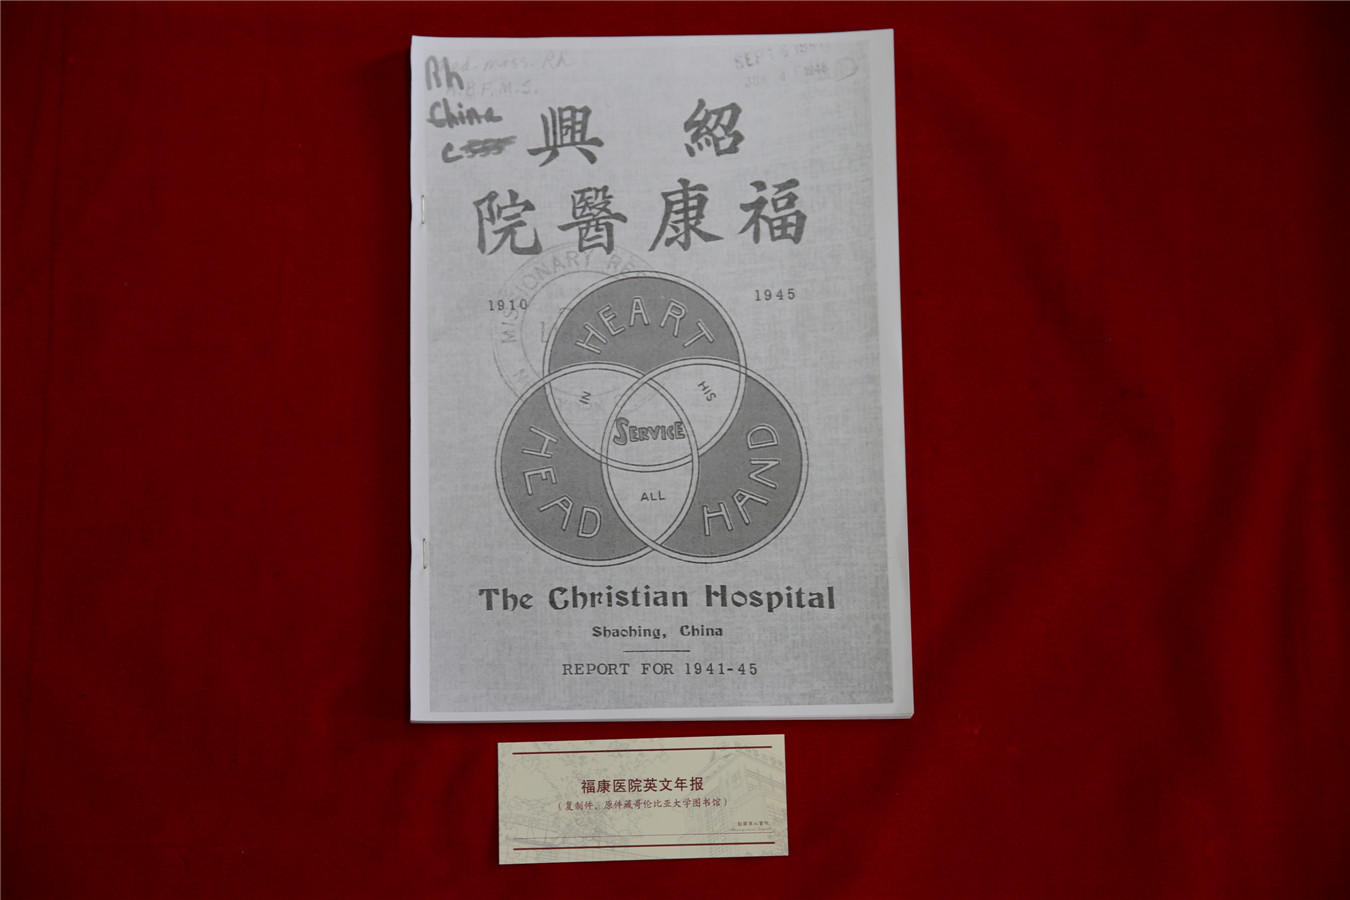 Rh
China
A.B.F.M.S.
紹興
福康醫院
MISSIONARY RE
1910
1945
HEART
IN
HIS
SERVICE
HEAD
HAND
ALL
The Christian Hospital
Shaohing, China
REPORT FOR 1941-45
福康医院英文年报
（复制件、原件藏哥伦比亚大学图书馆）